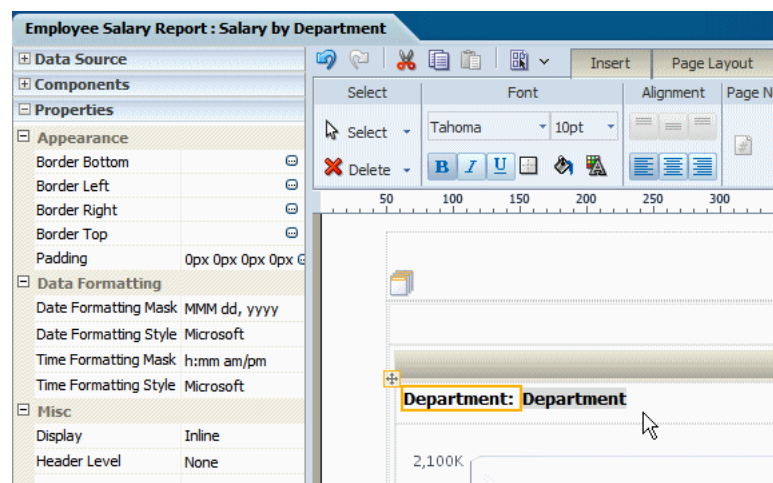 Employee Salary Report : Salary by Department
Data Source
Components
Properties
Appearance
Border Bottom
Border Left
Border Right
Border Top
Padding 0px 0px 0px 0px
Data Formatting
Date Formatting Mask MMM dd, yyyy
Date Formatting Style Microsoft
Time Formatting Mask h:mm am/pm
Time Formatting Style Microsoft
Misc
Display Inline
Header Level None
Insert Page Layout
Select Font Alignment Page N
Select Tahoma 10pt
#
Delete B I U A
50 100 150 200 250 300
Department: Department
2,100K